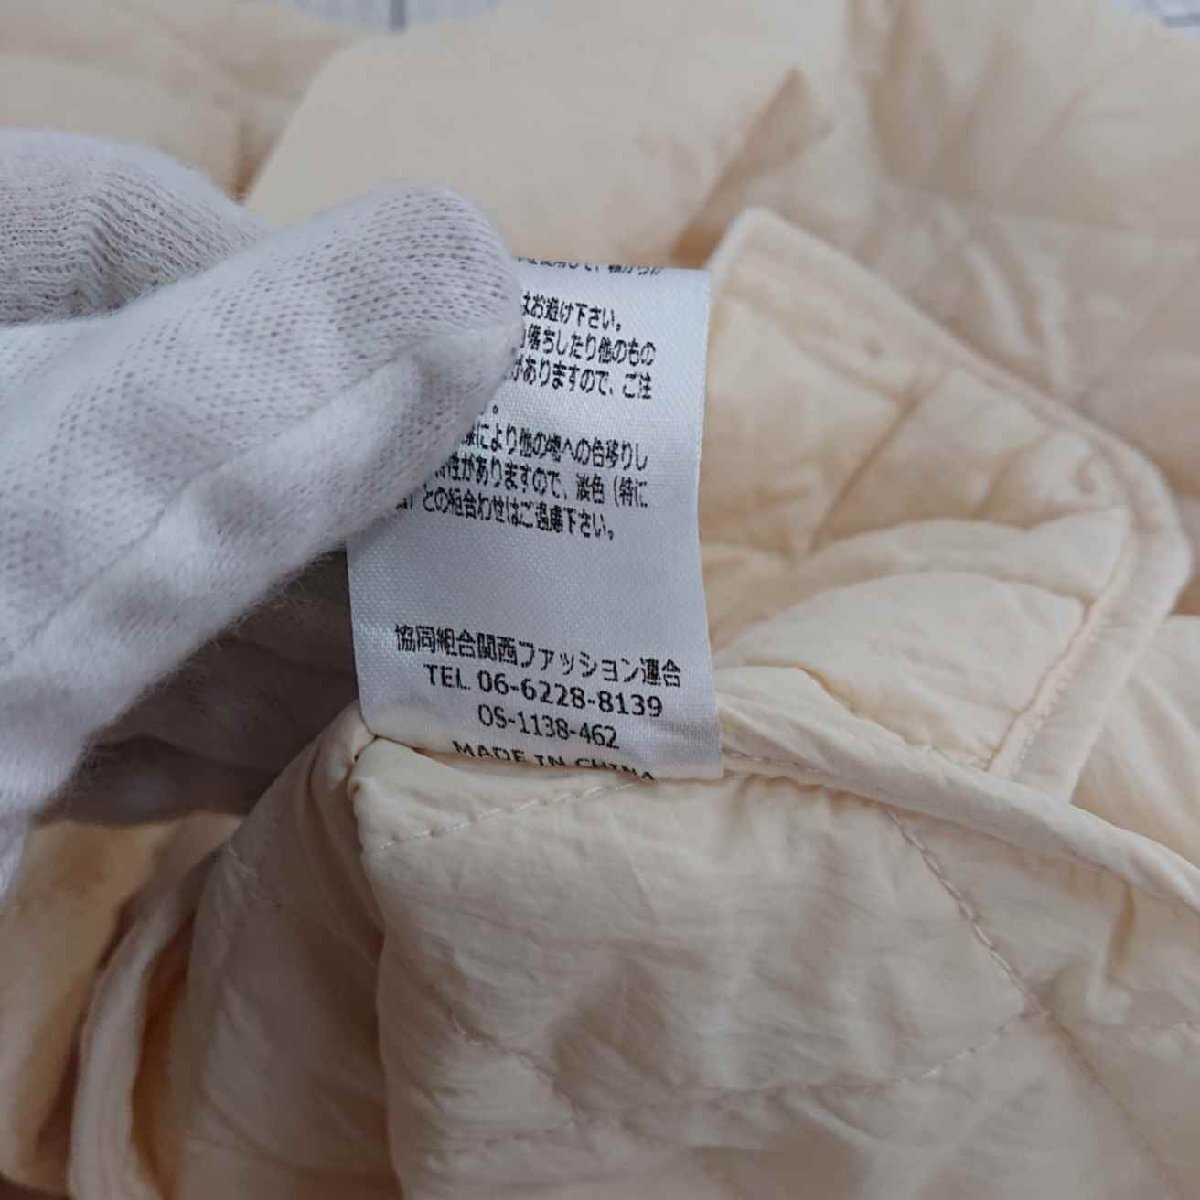 はお避け下さい。
落ちしたり他のもの
がありますので、ご注
。
により他の物への色移りし
性がありますので、淡色(特に
との組合わせはご遠慮下さい。
協同組合関西ファッション連合
TEL 06-6228-8139
OS-1138-462
MADE IN CHINA